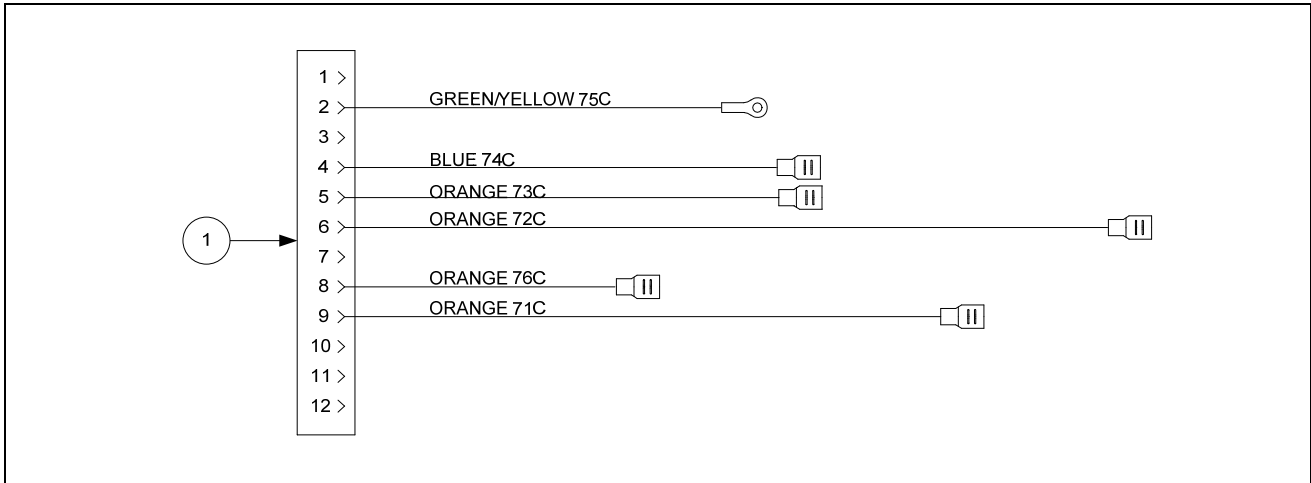 1
2 GREEN/YELLOW 75C
3
4 BLUE 74C
5 ORANGE 73C
6 ORANGE 72C
1
7
8 ORANGE 76C
9 ORANGE 71C
10
11
12